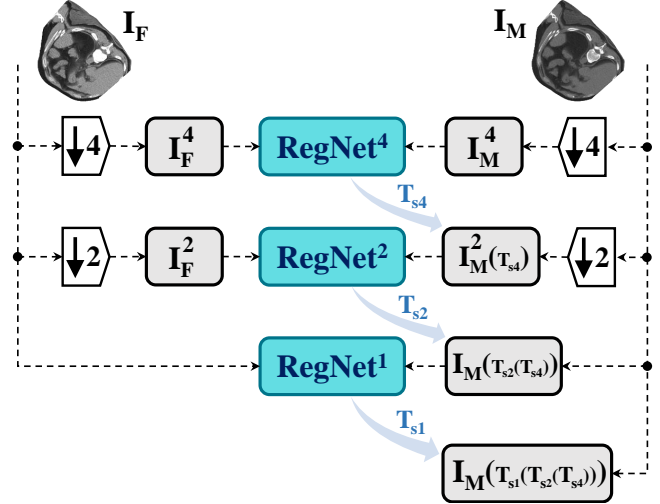 I_F I_M
↓4 I_F^4 RegNet^4 I_M^4 ↓4
T_s4
↓2 I_F^2 RegNet^2 I_M^2(T_s4) ↓2
T_s2
RegNet^1 I_M(T_s2(T_s4))
T_s1
I_M(T_s1(T_s2(T_s4)))